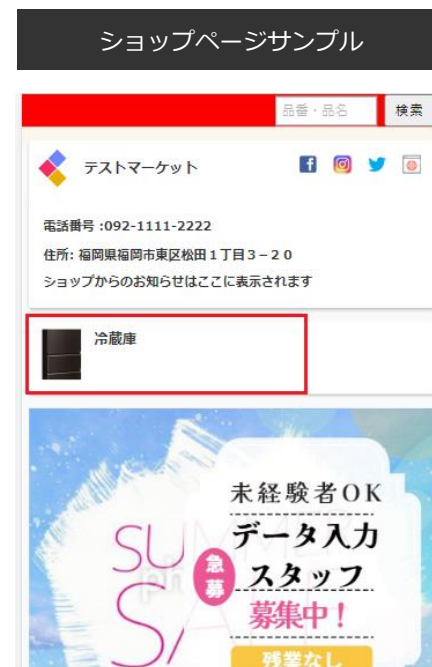 ショップページサンプル
品番・品名 検索
テストマーケット
電話番号 :092-1111-2222
住所: 福岡県福岡市東区松田１丁目３−２０
ショップからのお知らせはここに表示されます
冷蔵庫
未経験者OK
データ入力
急募
スタッフ
募集中！
残業なし
SU
SA